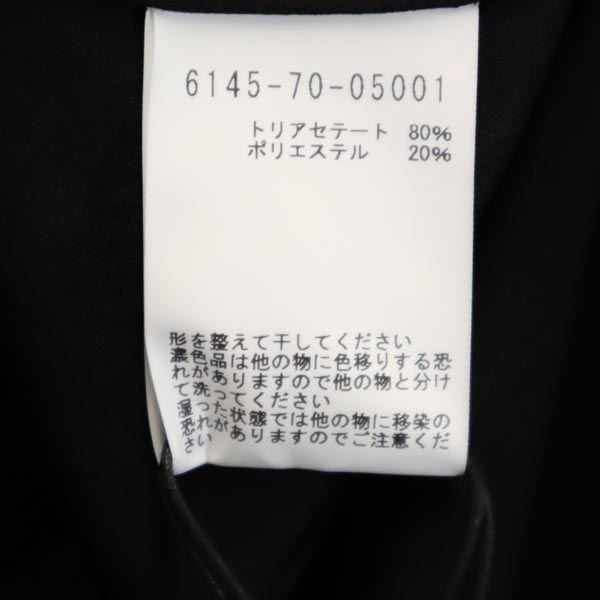 6145-70-05001
トリアセテート 80%
ポリエステル 20%
形を整えて干してください
濃色品は他の物に色移りする恐
れがありますので他の物と分け
て洗ってください
湿った状態では他の物に移染の
恐れがありますのでご注意くだ
さい